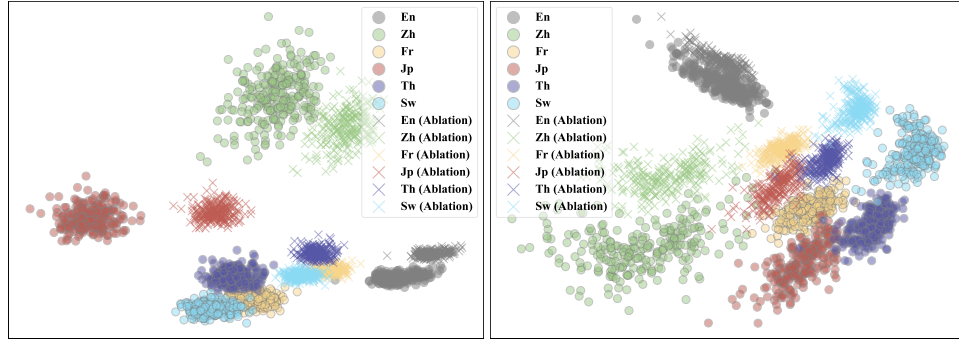 En
Zh
Fr
Jp
Th
Sw
En (Ablation)
Zh (Ablation)
Fr (Ablation)
Jp (Ablation)
Th (Ablation)
Sw (Ablation)
En
Zh
Fr
Jp
Th
Sw
En (Ablation)
Zh (Ablation)
Fr (Ablation)
Jp (Ablation)
Th (Ablation)
Sw (Ablation)